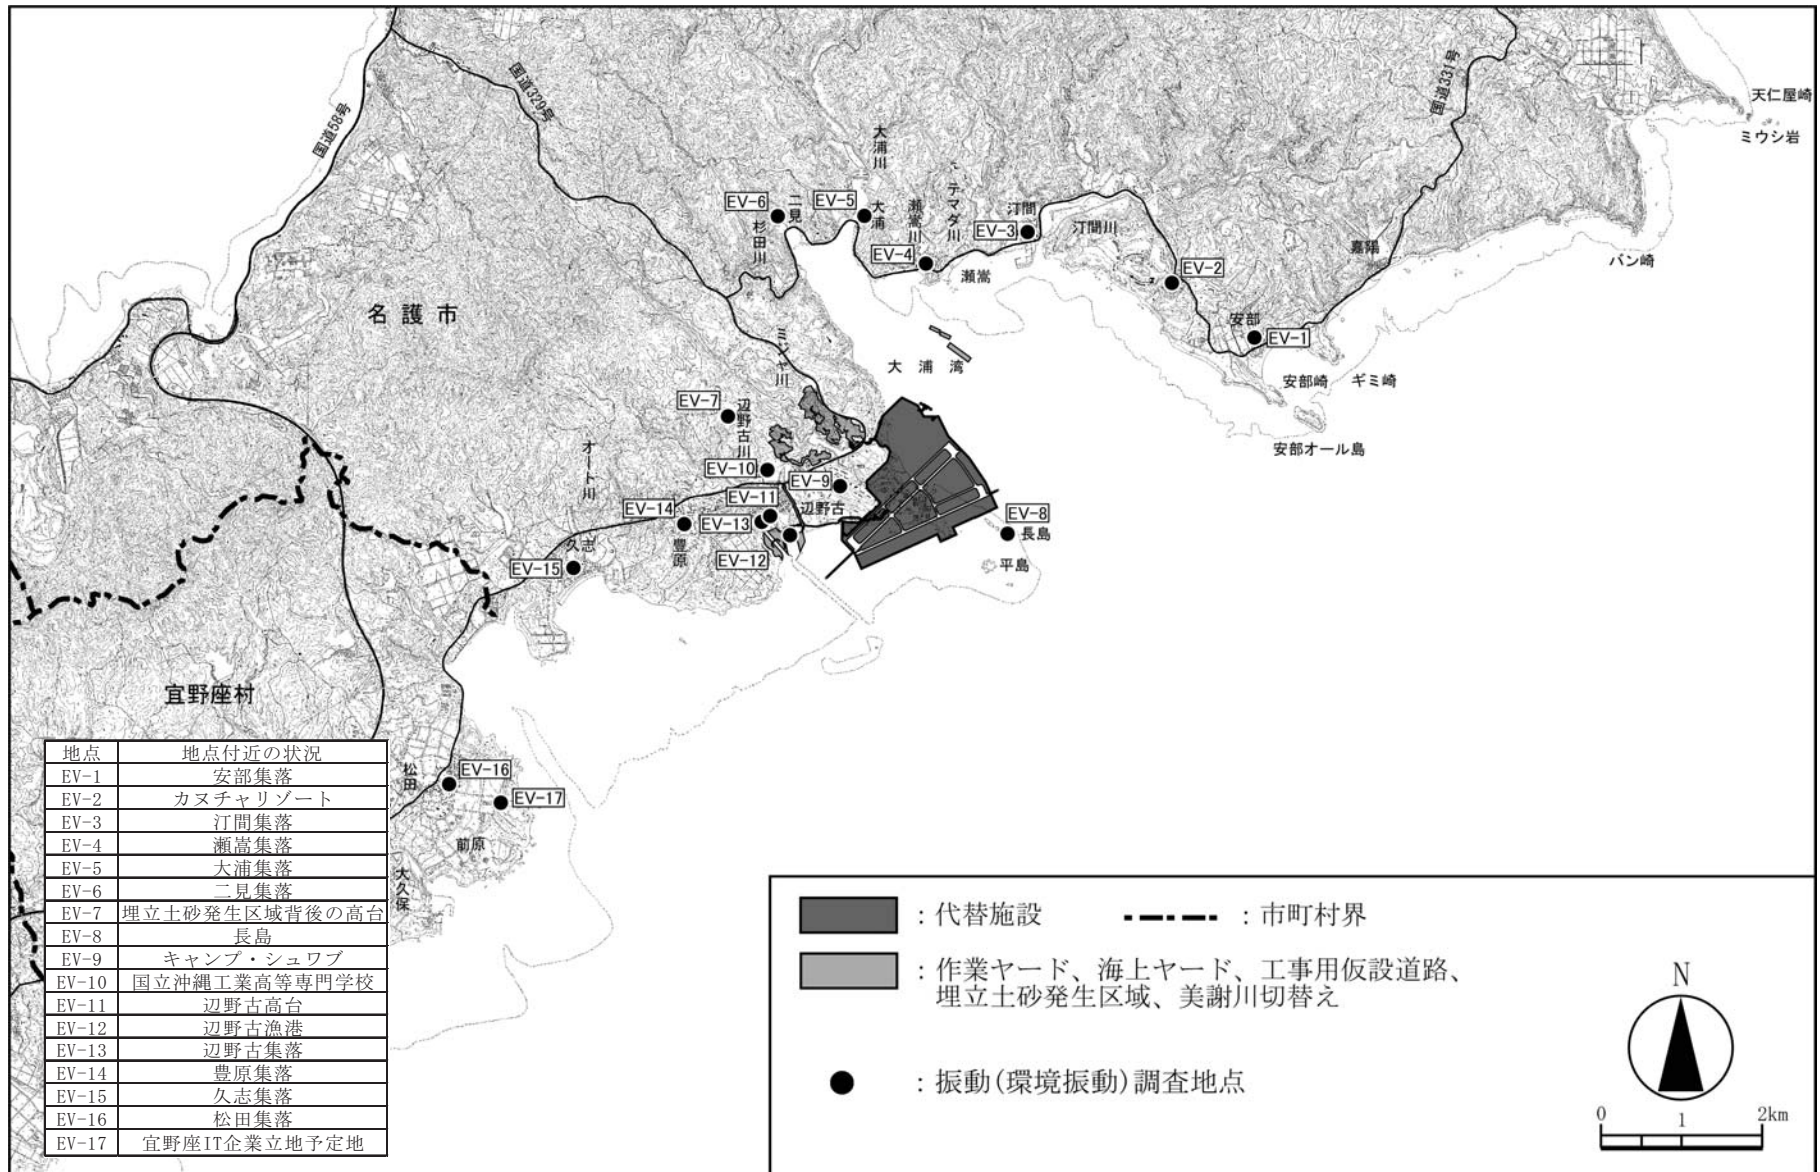 国道58号
国道329号
国道331号
天仁屋崎
ミウシ岩
バン崎
大浦川
テマダ川
瀬嵩川
EV-6
二見
杉田川
EV-5
大浦
EV-4
瀬嵩
EV-3
汀間
汀間川
EV-2
嘉陽
安部
EV-1
安部崎
ギミ崎
安部オール島
大浦湾
名護市
EV-7
辺野古川
オート川
EV-10
EV-9
EV-11
辺野古
EV-14
EV-13
EV-12
豊原
久志
EV-15
EV-8
長島
平島
宜野座村
松田
EV-16
EV-17
前原
大久保
地点 地点付近の状況
EV-1 安部集落
EV-2 カヌチャリゾート
EV-3 汀間集落
EV-4 瀬嵩集落
EV-5 大浦集落
EV-6 二見集落
EV-7 埋立土砂発生区域背後の高台
EV-8 長島
EV-9 キャンプ・シュワブ
EV-10 国立沖縄工業高等専門学校
EV-11 辺野古高台
EV-12 辺野古漁港
EV-13 辺野古集落
EV-14 豊原集落
EV-15 久志集落
EV-16 松田集落
EV-17 宜野座IT企業立地予定地
：代替施設
：市町村界
：作業ヤード、海上ヤード、工事用仮設道路、
埋立土砂発生区域、美謝川切替え
：振動(環境振動)調査地点
N
0 1 2km